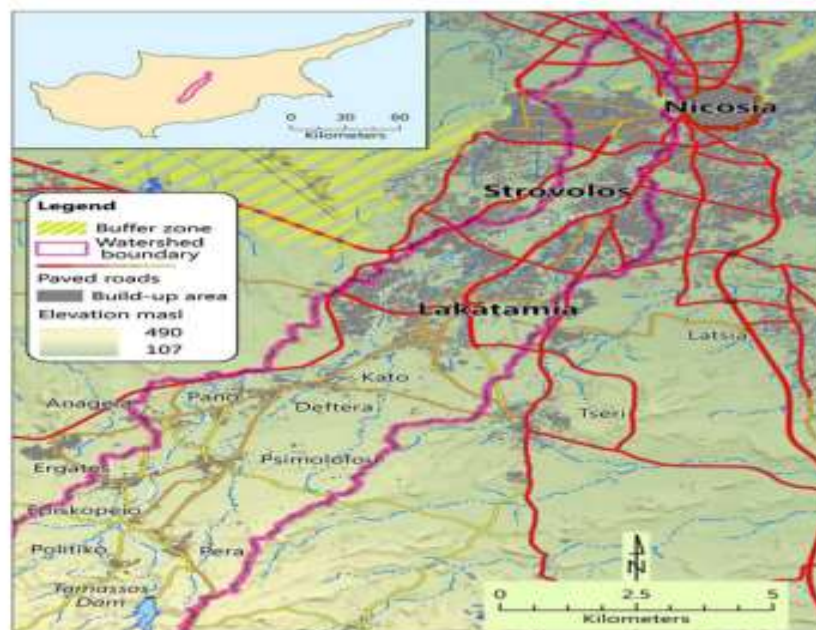 0 30 60
Kilometers
Nicosia
Strovolos
Legend
Buffer zone
Watershed
boundary
Paved roads
Build-up area
Elevation masl
490
107
Lakatamia
Latsia
Kato
Pano
Anageia
Deftera
Tseri
Ergates
Psimolofou
Episkopeio
Politiko
Pera
Tamassos
Dam
N
0 2.5 5
Kilometers